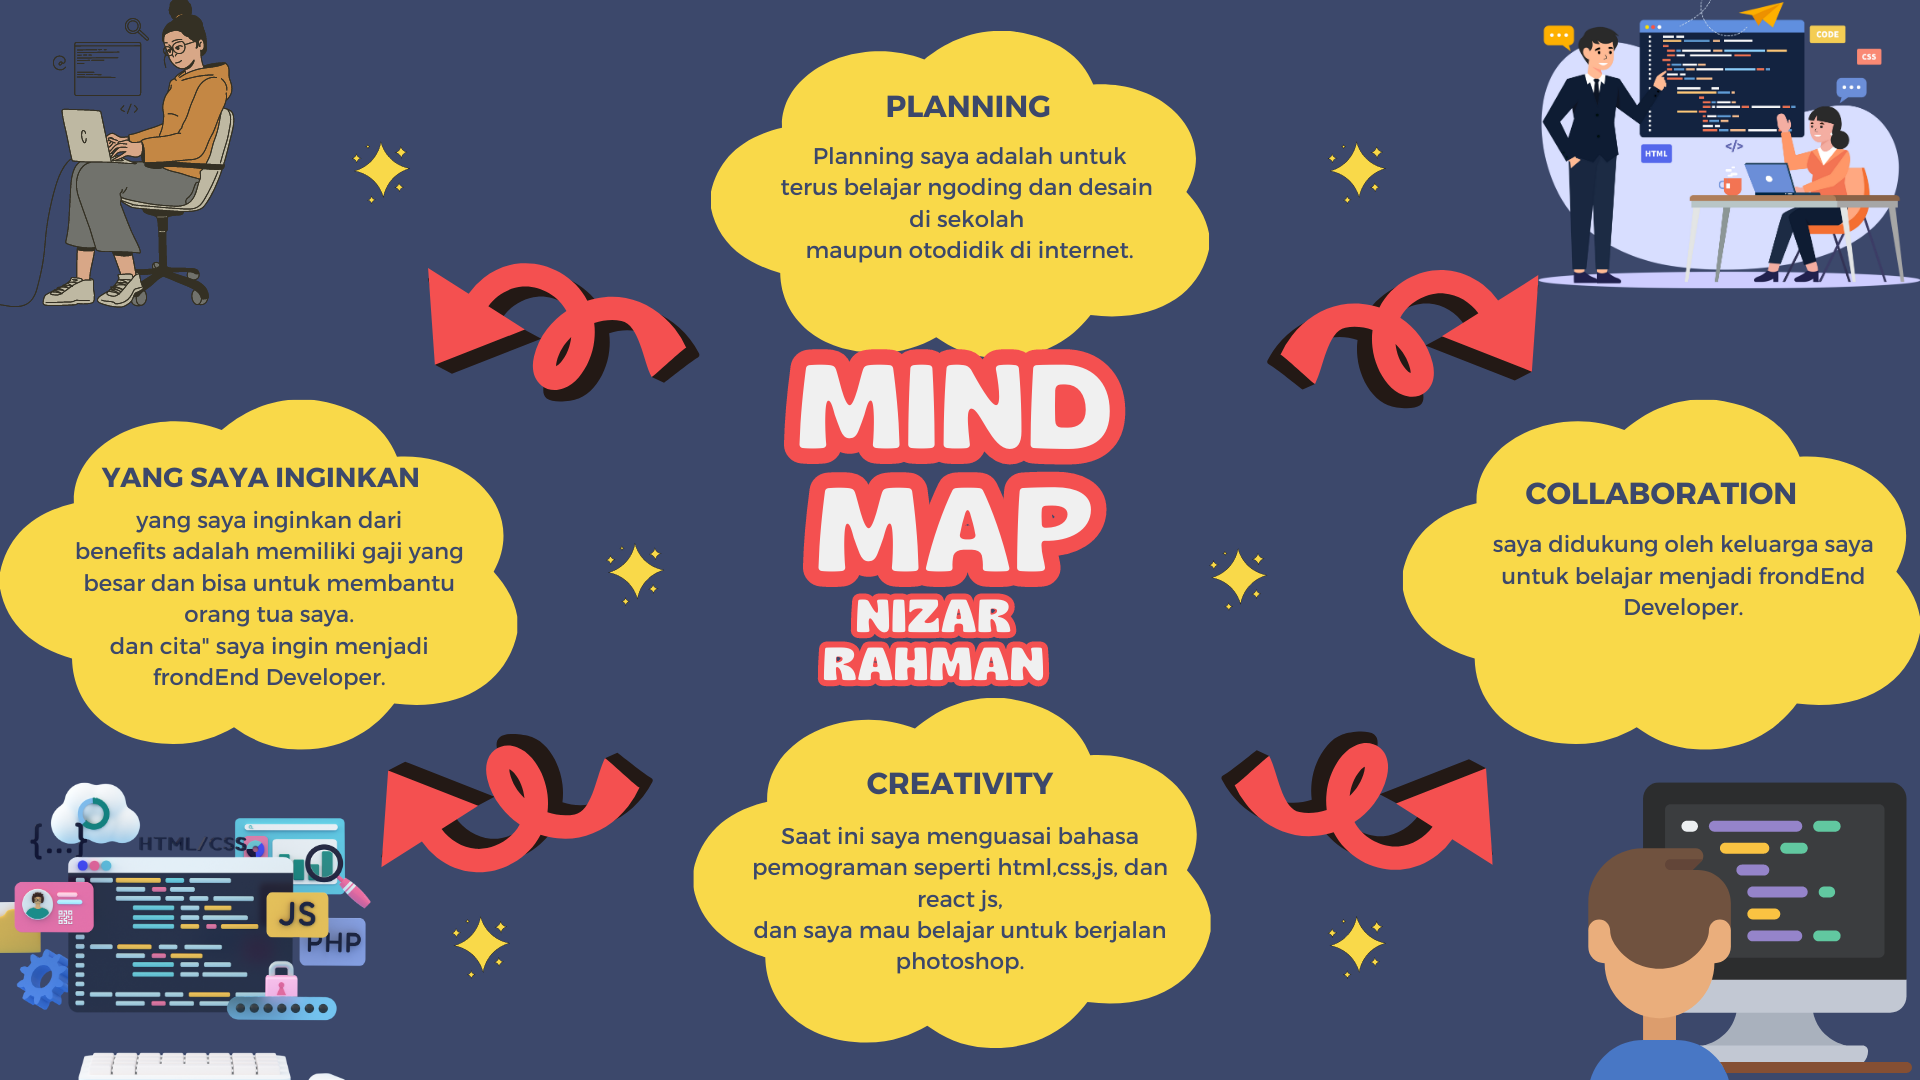 PLANNING
Planning saya adalah untuk
terus belajar ngoding dan desain
di sekolah
maupun otodidik di internet.
CODE
CSS
HTML
</>
</>
MIND
MAP
NIZAR
RAHMAN
YANG SAYA INGINKAN
yang saya inginkan dari
benefits adalah memiliki gaji yang
besar dan bisa untuk membantu
orang tua saya.
dan cita" saya ingin menjadi
frondEnd Developer.
COLLABORATION
saya didukung oleh keluarga saya
untuk belajar menjadi frondEnd
Developer.
CREATIVITY
Saat ini saya menguasai bahasa
pemograman seperti html,css,js, dan
react js,
dan saya mau belajar untuk berjalan
photoshop.
{...}
HTML/CSS
JS
PHP